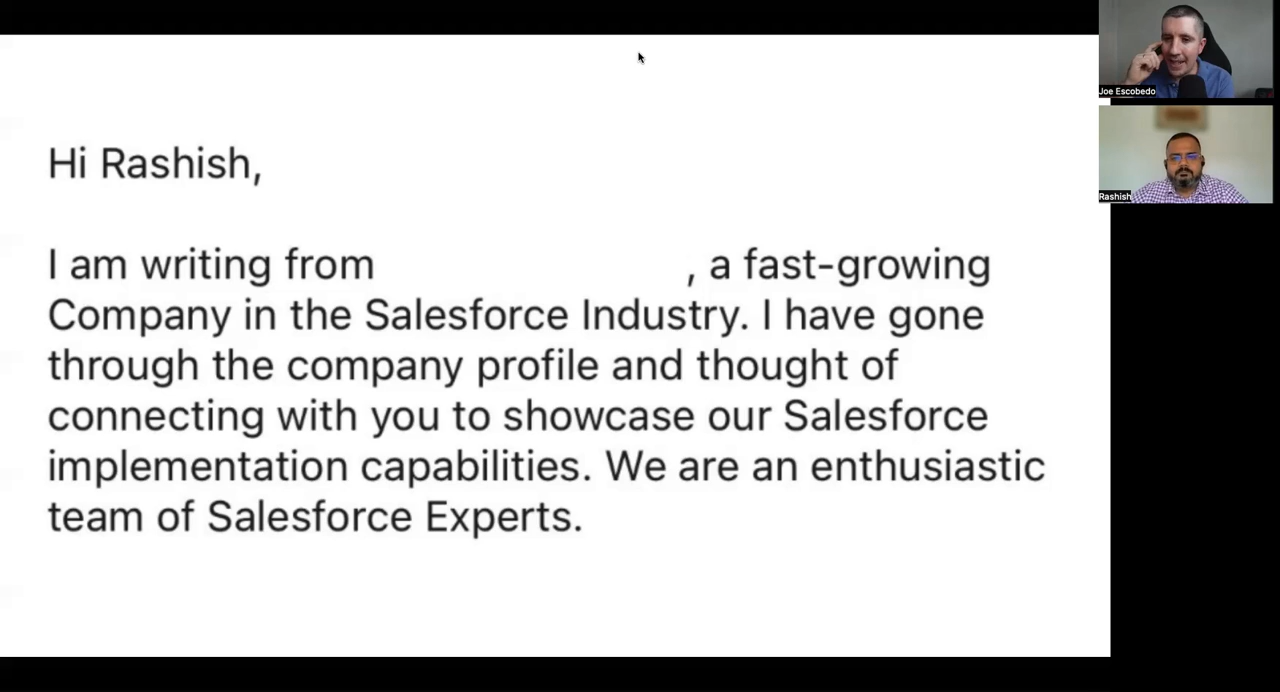 Hi Rashish,
I am writing from , a fast-growing
Company in the Salesforce Industry. I have gone
through the company profile and thought of
connecting with you to showcase our Salesforce
implementation capabilities. We are an enthusiastic
team of Salesforce Experts.
Joe Escobedo
Rashish